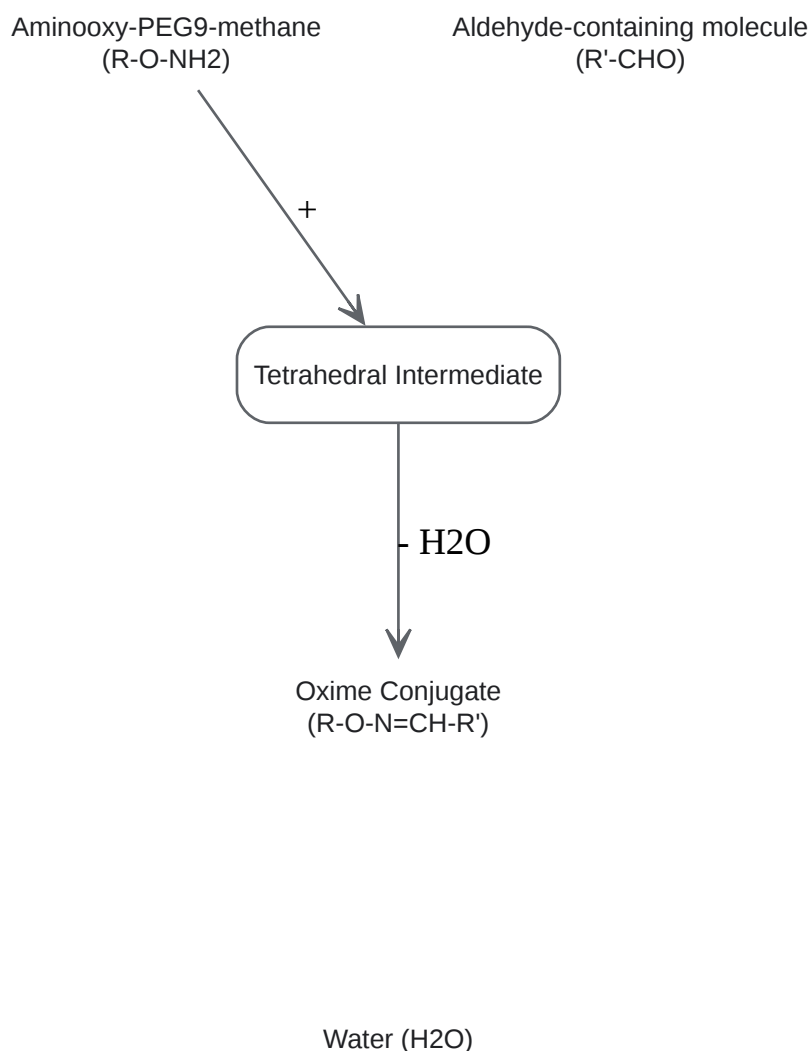 Aminooxy-PEG9-methane
(R-O-NH2)
Aldehyde-containing molecule
(R'-CHO)
+
Tetrahedral Intermediate
- H2O
Oxime Conjugate
(R-O-N=CH-R')
Water (H2O)